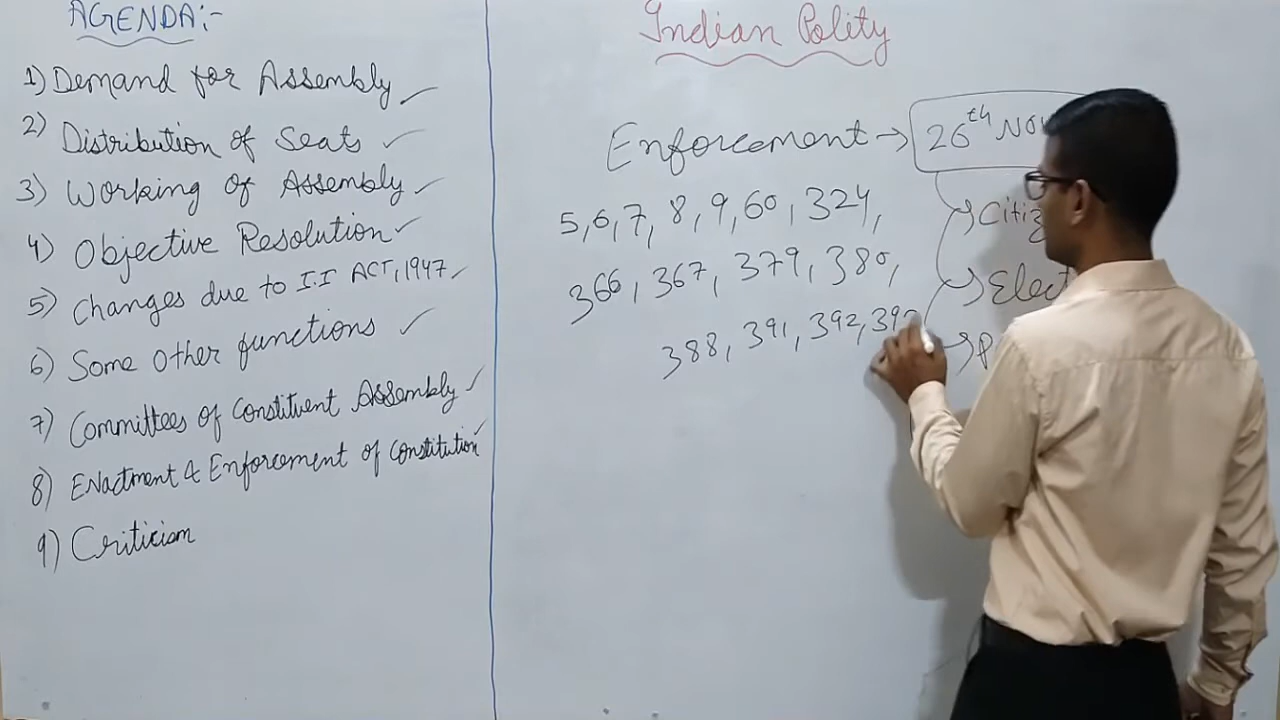 AGENDA:-
1) Demand for Assembly ✓
2) Distribution of Seats ✓
3) Working of Assembly ✓
4) Objective Resolution ✓
5) Changes due to I.I ACT, 1947 ✓
6) Some Other functions ✓
7) Committees of Constituent Assembly ✓
8) Enactment & Enforcement of Constitution ✓
9) Criticism
Indian Polity
Enforcement → 26th Nov
5, 6, 7, 8, 9, 60, 324,
366, 367, 379, 380,
388, 391, 392, 393